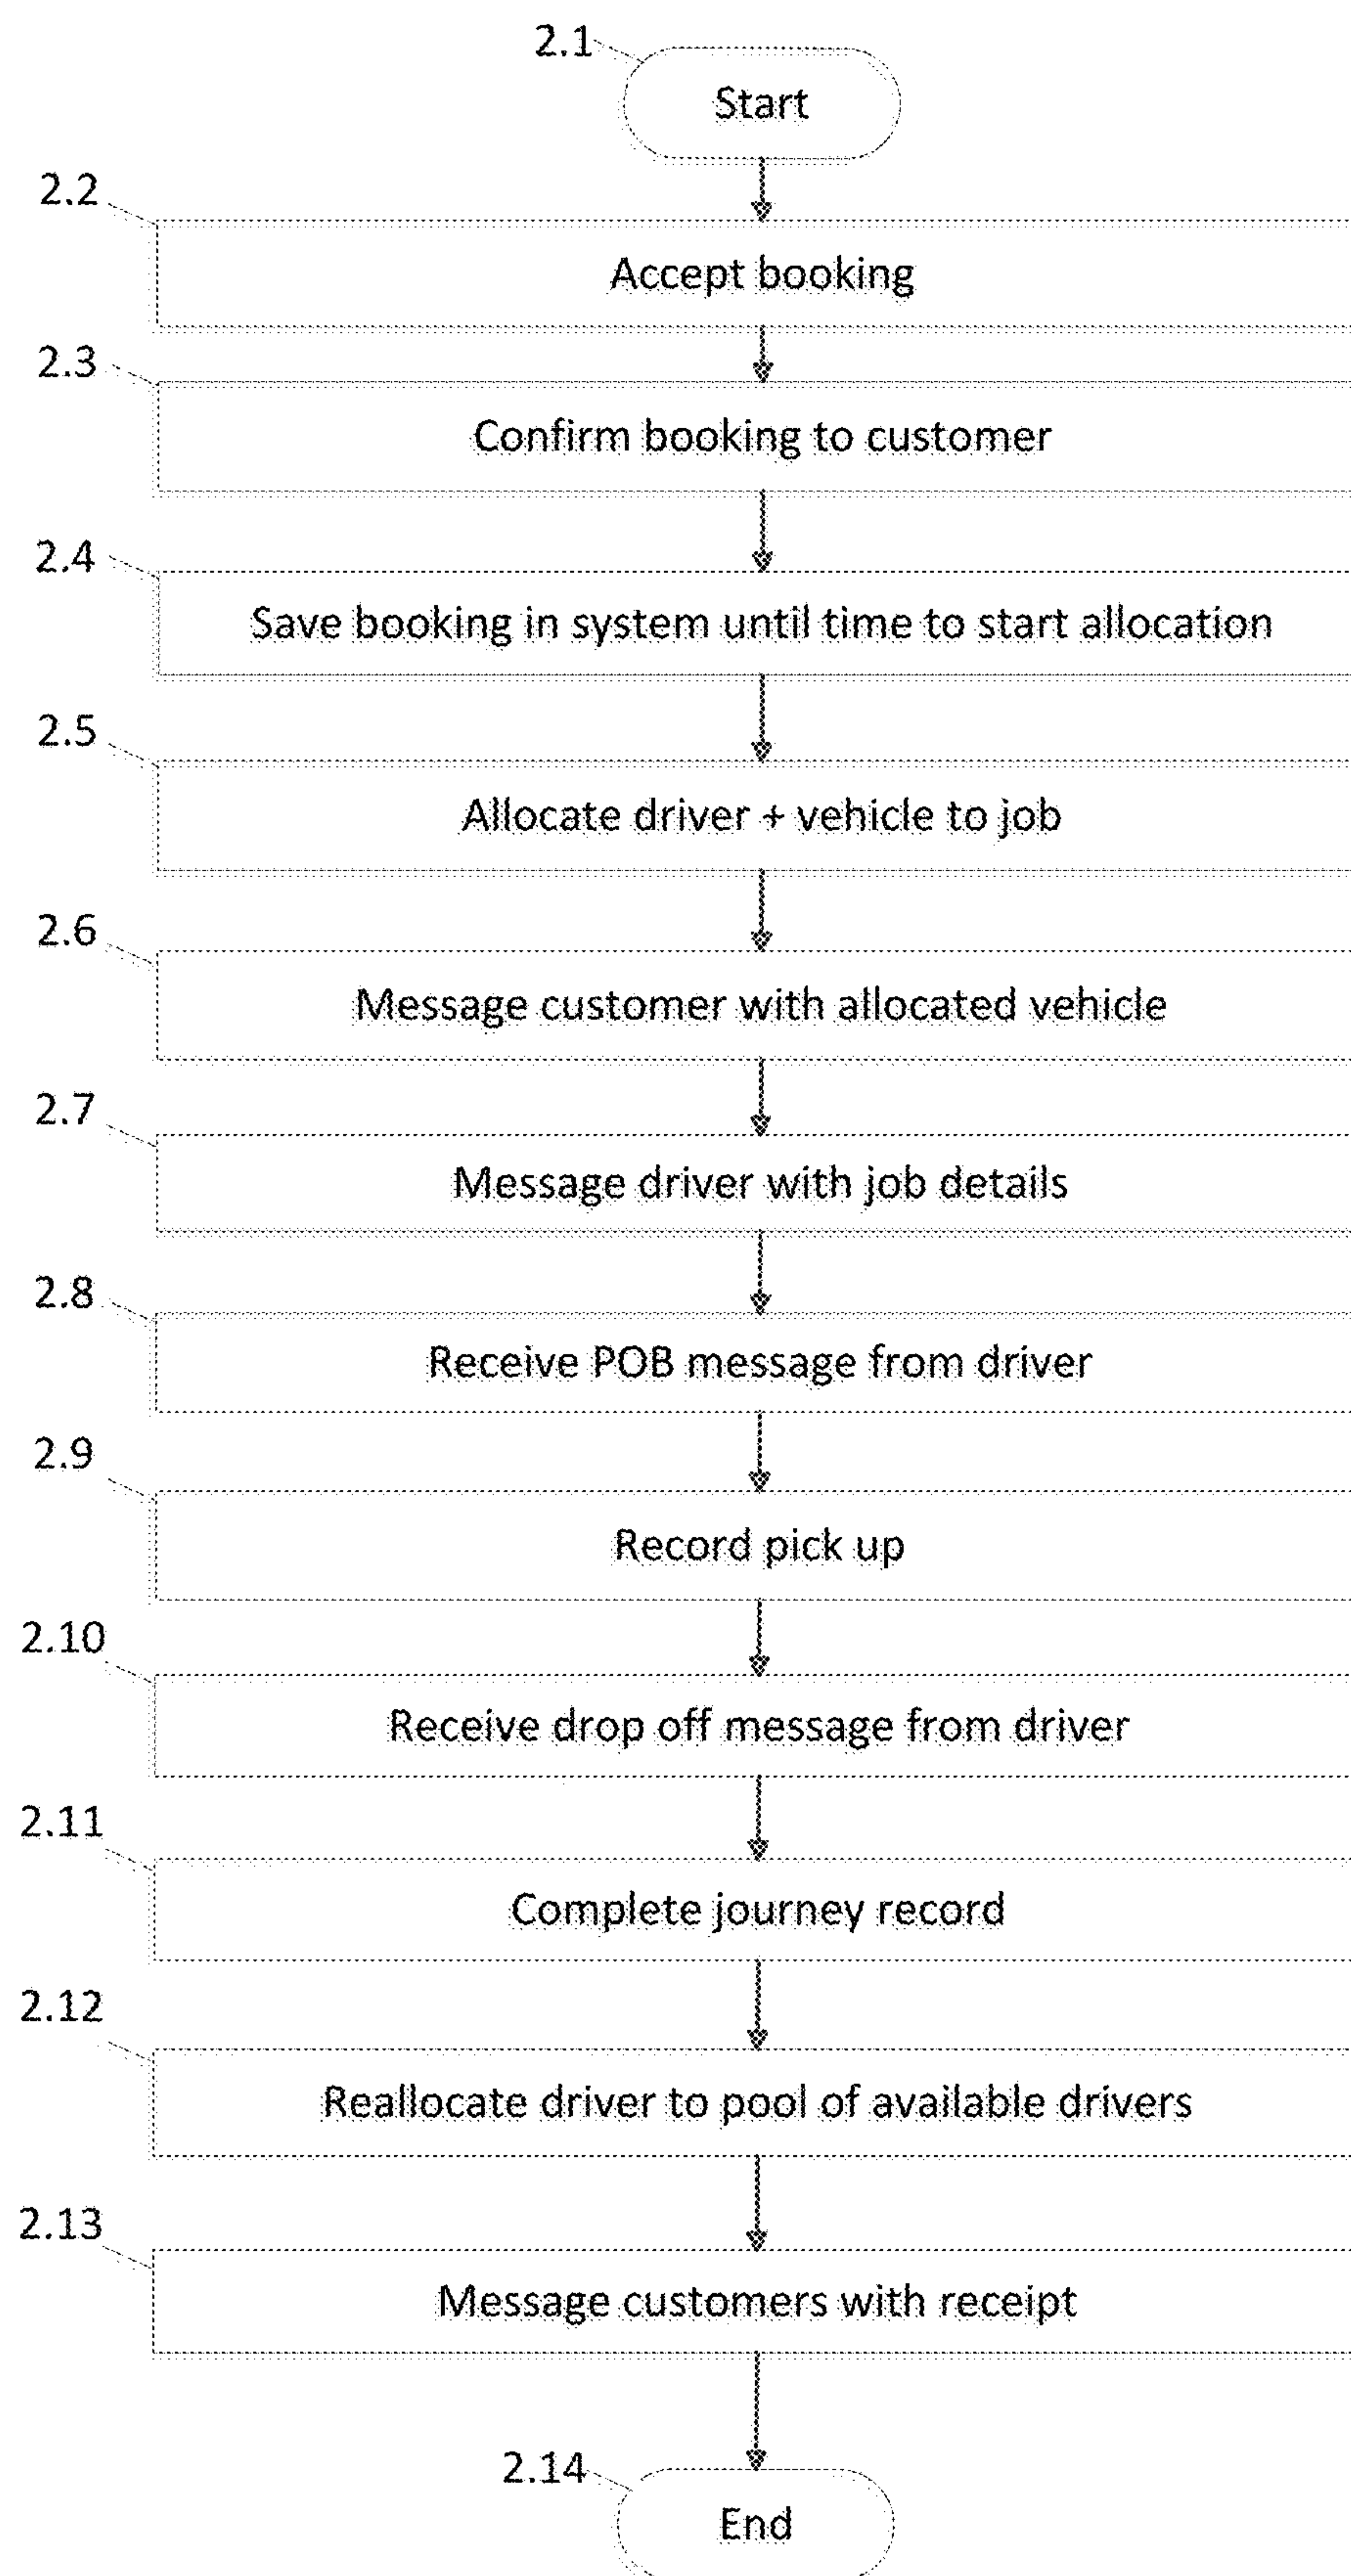 2.1
Start
2.2
Accept booking
2.3
Confirm booking to customer
2.4
Save booking in system until time to start allocation
2.5
Allocate driver + vehicle to job
2.6
Message customer with allocated vehicle
2.7
Message driver with job details
2.8
Receive POB message from driver
2.9
Record pick up
2.10
Receive drop off message from driver
2.11
Complete journey record
2.12
Reallocate driver to pool of available drivers
2.13
Message customers with receipt
2.14
End